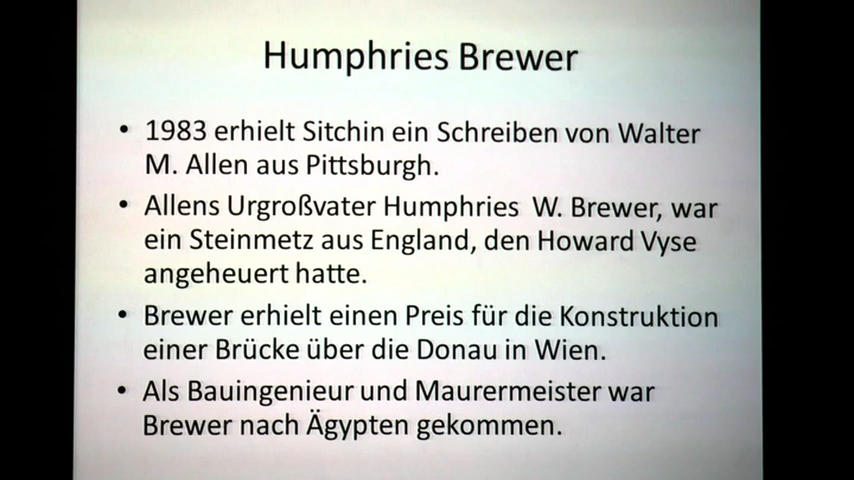 Humphries Brewer
• 1983 erhielt Sitchin ein Schreiben von Walter
M. Allen aus Pittsburgh.
• Allens Urgroßvater Humphries W. Brewer, war
ein Steinmetz aus England, den Howard Vyse
angeheuert hatte.
• Brewer erhielt einen Preis für die Konstruktion
einer Brücke über die Donau in Wien.
• Als Bauingenieur und Maurermeister war
Brewer nach Ägypten gekommen.